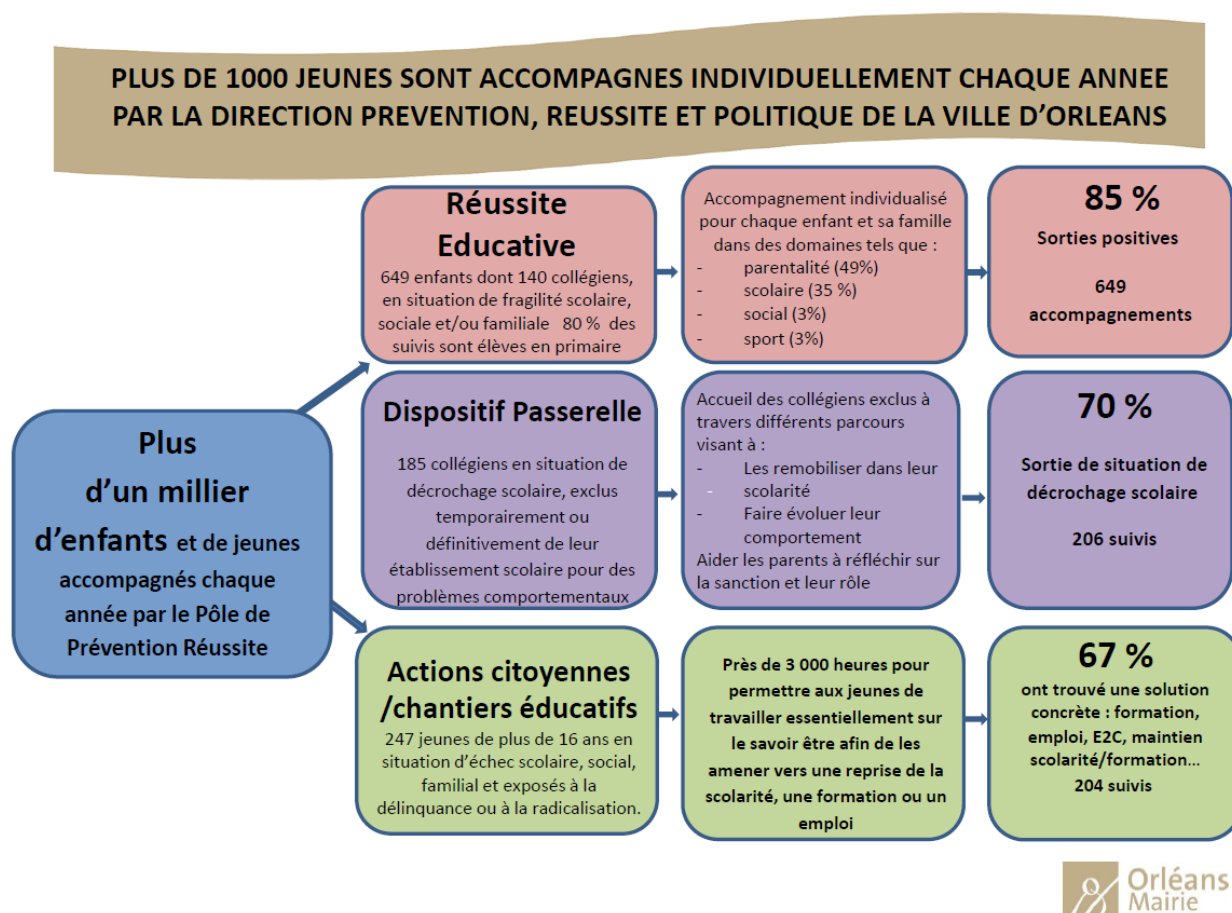 PLUS DE 1000 JEUNES SONT ACCOMPAGNES INDIVIDUELLEMENT CHAQUE ANNEE
PAR LA DIRECTION PREVENTION, REUSSITE ET POLITIQUE DE LA VILLE D’ORLEANS
Plus
d’un millier
d’enfants et de jeunes
accompagnés chaque
année par le Pôle de
Prévention Réussite
Réussite
Educative
649 enfants dont 140 collégiens,
en situation de fragilité scolaire,
sociale et/ou familiale 80 % des
suivis sont élèves en primaire
Accompagnement individualisé
pour chaque enfant et sa famille
dans des domaines tels que :
- parentalité (49%)
- scolaire (35 %)
- social (3%)
- sport (3%)
85 %
Sorties positives
649
accompagnements
Dispositif Passerelle
185 collégiens en situation de
décrochage scolaire, exclus
temporairement ou
définitivement de leur
établissement scolaire pour des
problèmes comportementaux
Accueil des collégiens exclus à
travers différents parcours
visant à :
- Les remobiliser dans leur
- scolarité
- Faire évoluer leur
comportement
Aider les parents à réfléchir sur
la sanction et leur rôle
70 %
Sortie de situation de
décrochage scolaire
206 suivis
Actions citoyennes
/chantiers éducatifs
247 jeunes de plus de 16 ans en
situation d’échec scolaire, social,
familial et exposés à la
délinquance ou à la radicalisation.
Près de 3 000 heures pour
permettre aux jeunes de
travailler essentiellement sur
le savoir être afin de les
amener vers une reprise de la
scolarité, une formation ou un
emploi
67 %
ont trouvé une solution
concrète : formation,
emploi, E2C, maintien
scolarité/formation…
204 suivis
Orléans
Mairie